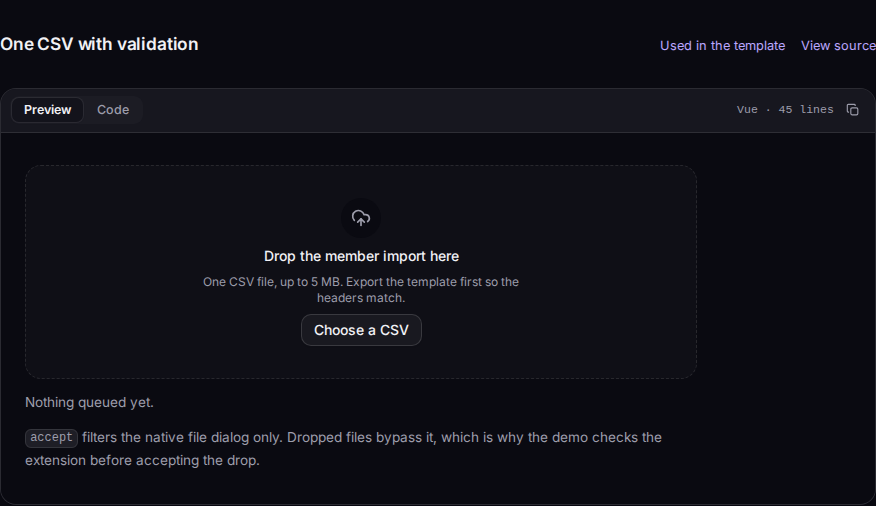 One CSV with validation
Used in the template View source
Preview Code
Vue · 45 lines
Drop the member import here
One CSV file, up to 5 MB. Export the template first so the
headers match.
Choose a CSV
Nothing queued yet.
accept filters the native file dialog only. Dropped files bypass it, which is why the demo checks the
extension before accepting the drop.